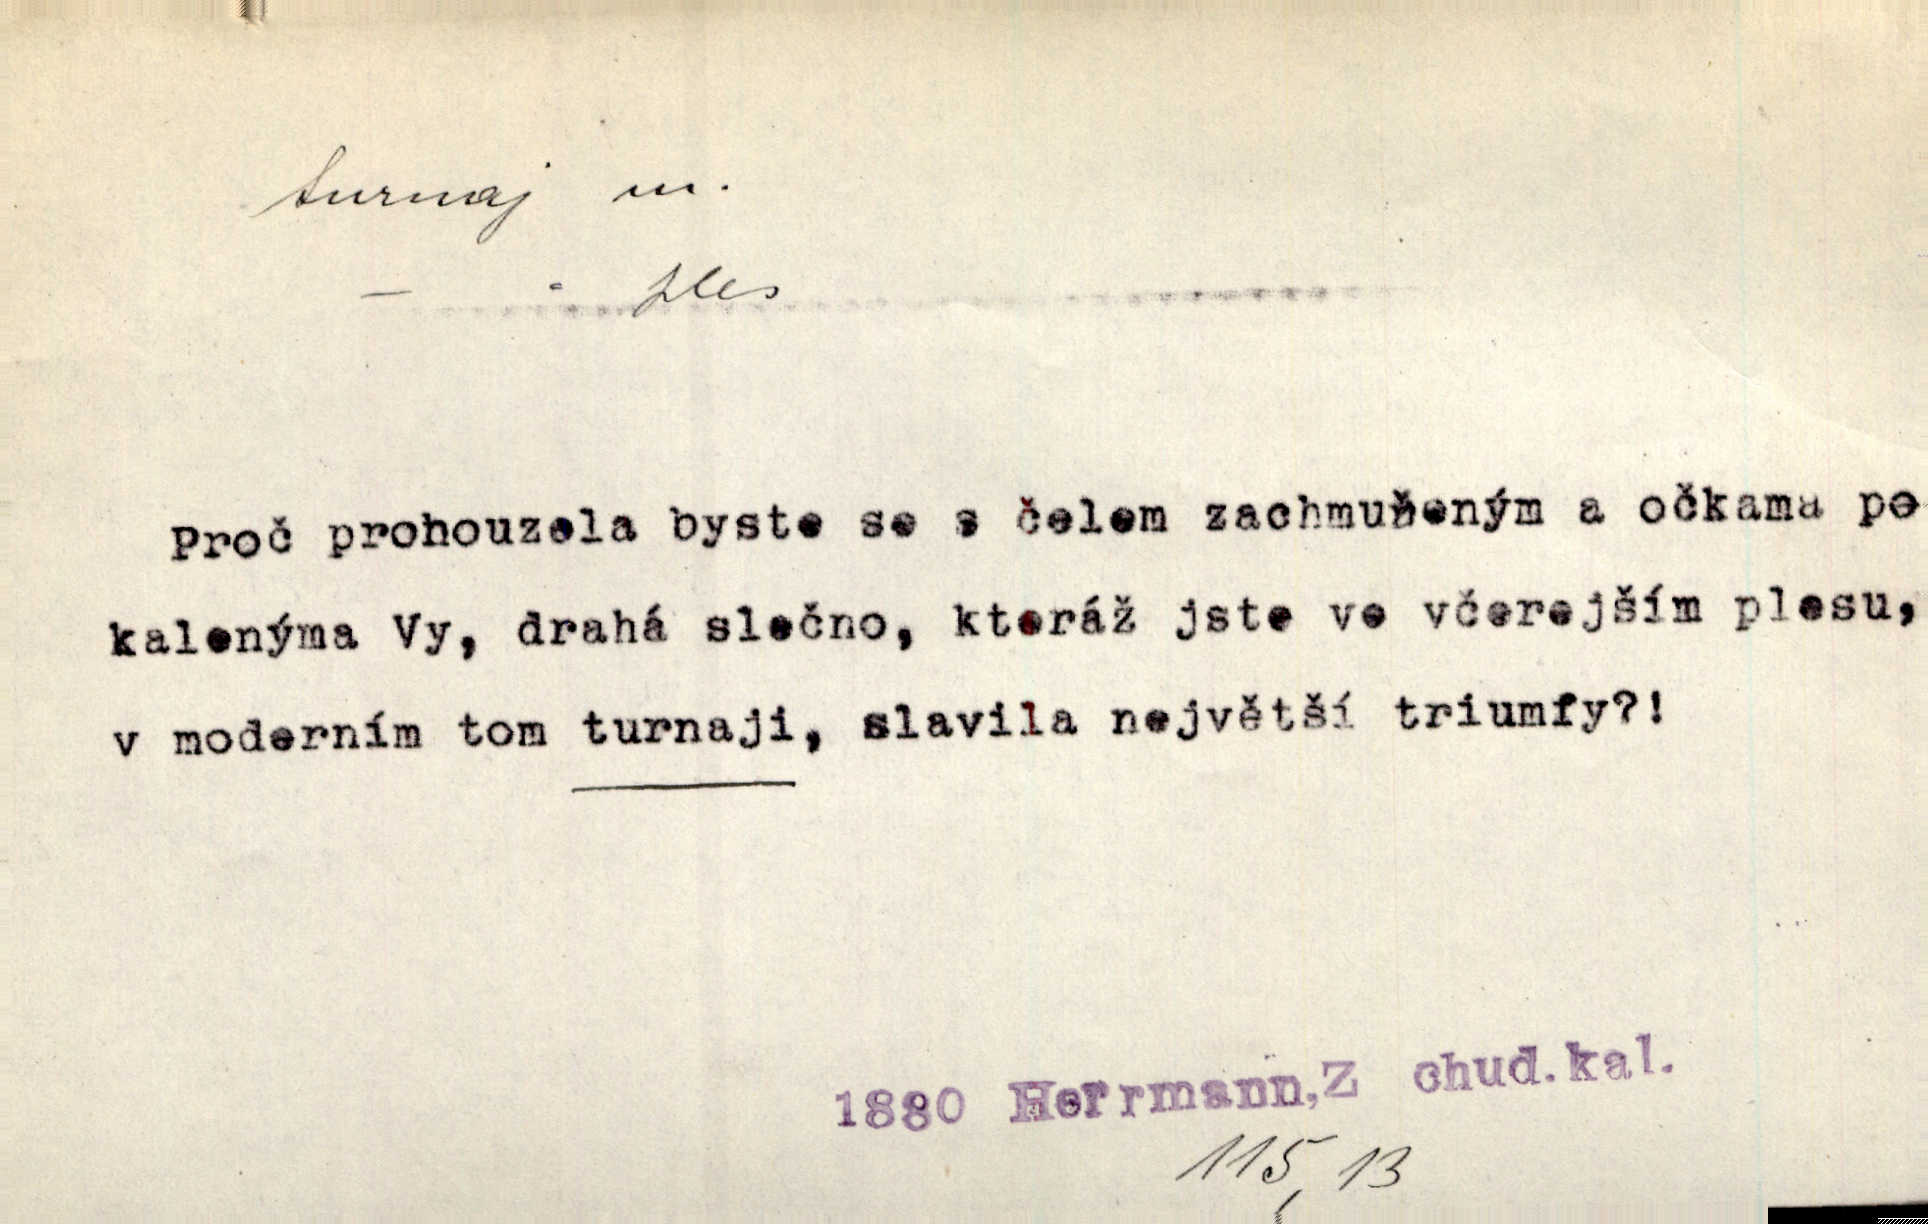 turnaj m.
— - ples
Proč prohouzela byste se s čelem zachmuřeným a očkama po-
kalenýma Vy, drahá slečno, kteráž jste ve včerejším plesu,
v moderním tom turnaji, slavila největší triumfy?!
1880 Herrmann,Z chud.kal.
115, 13